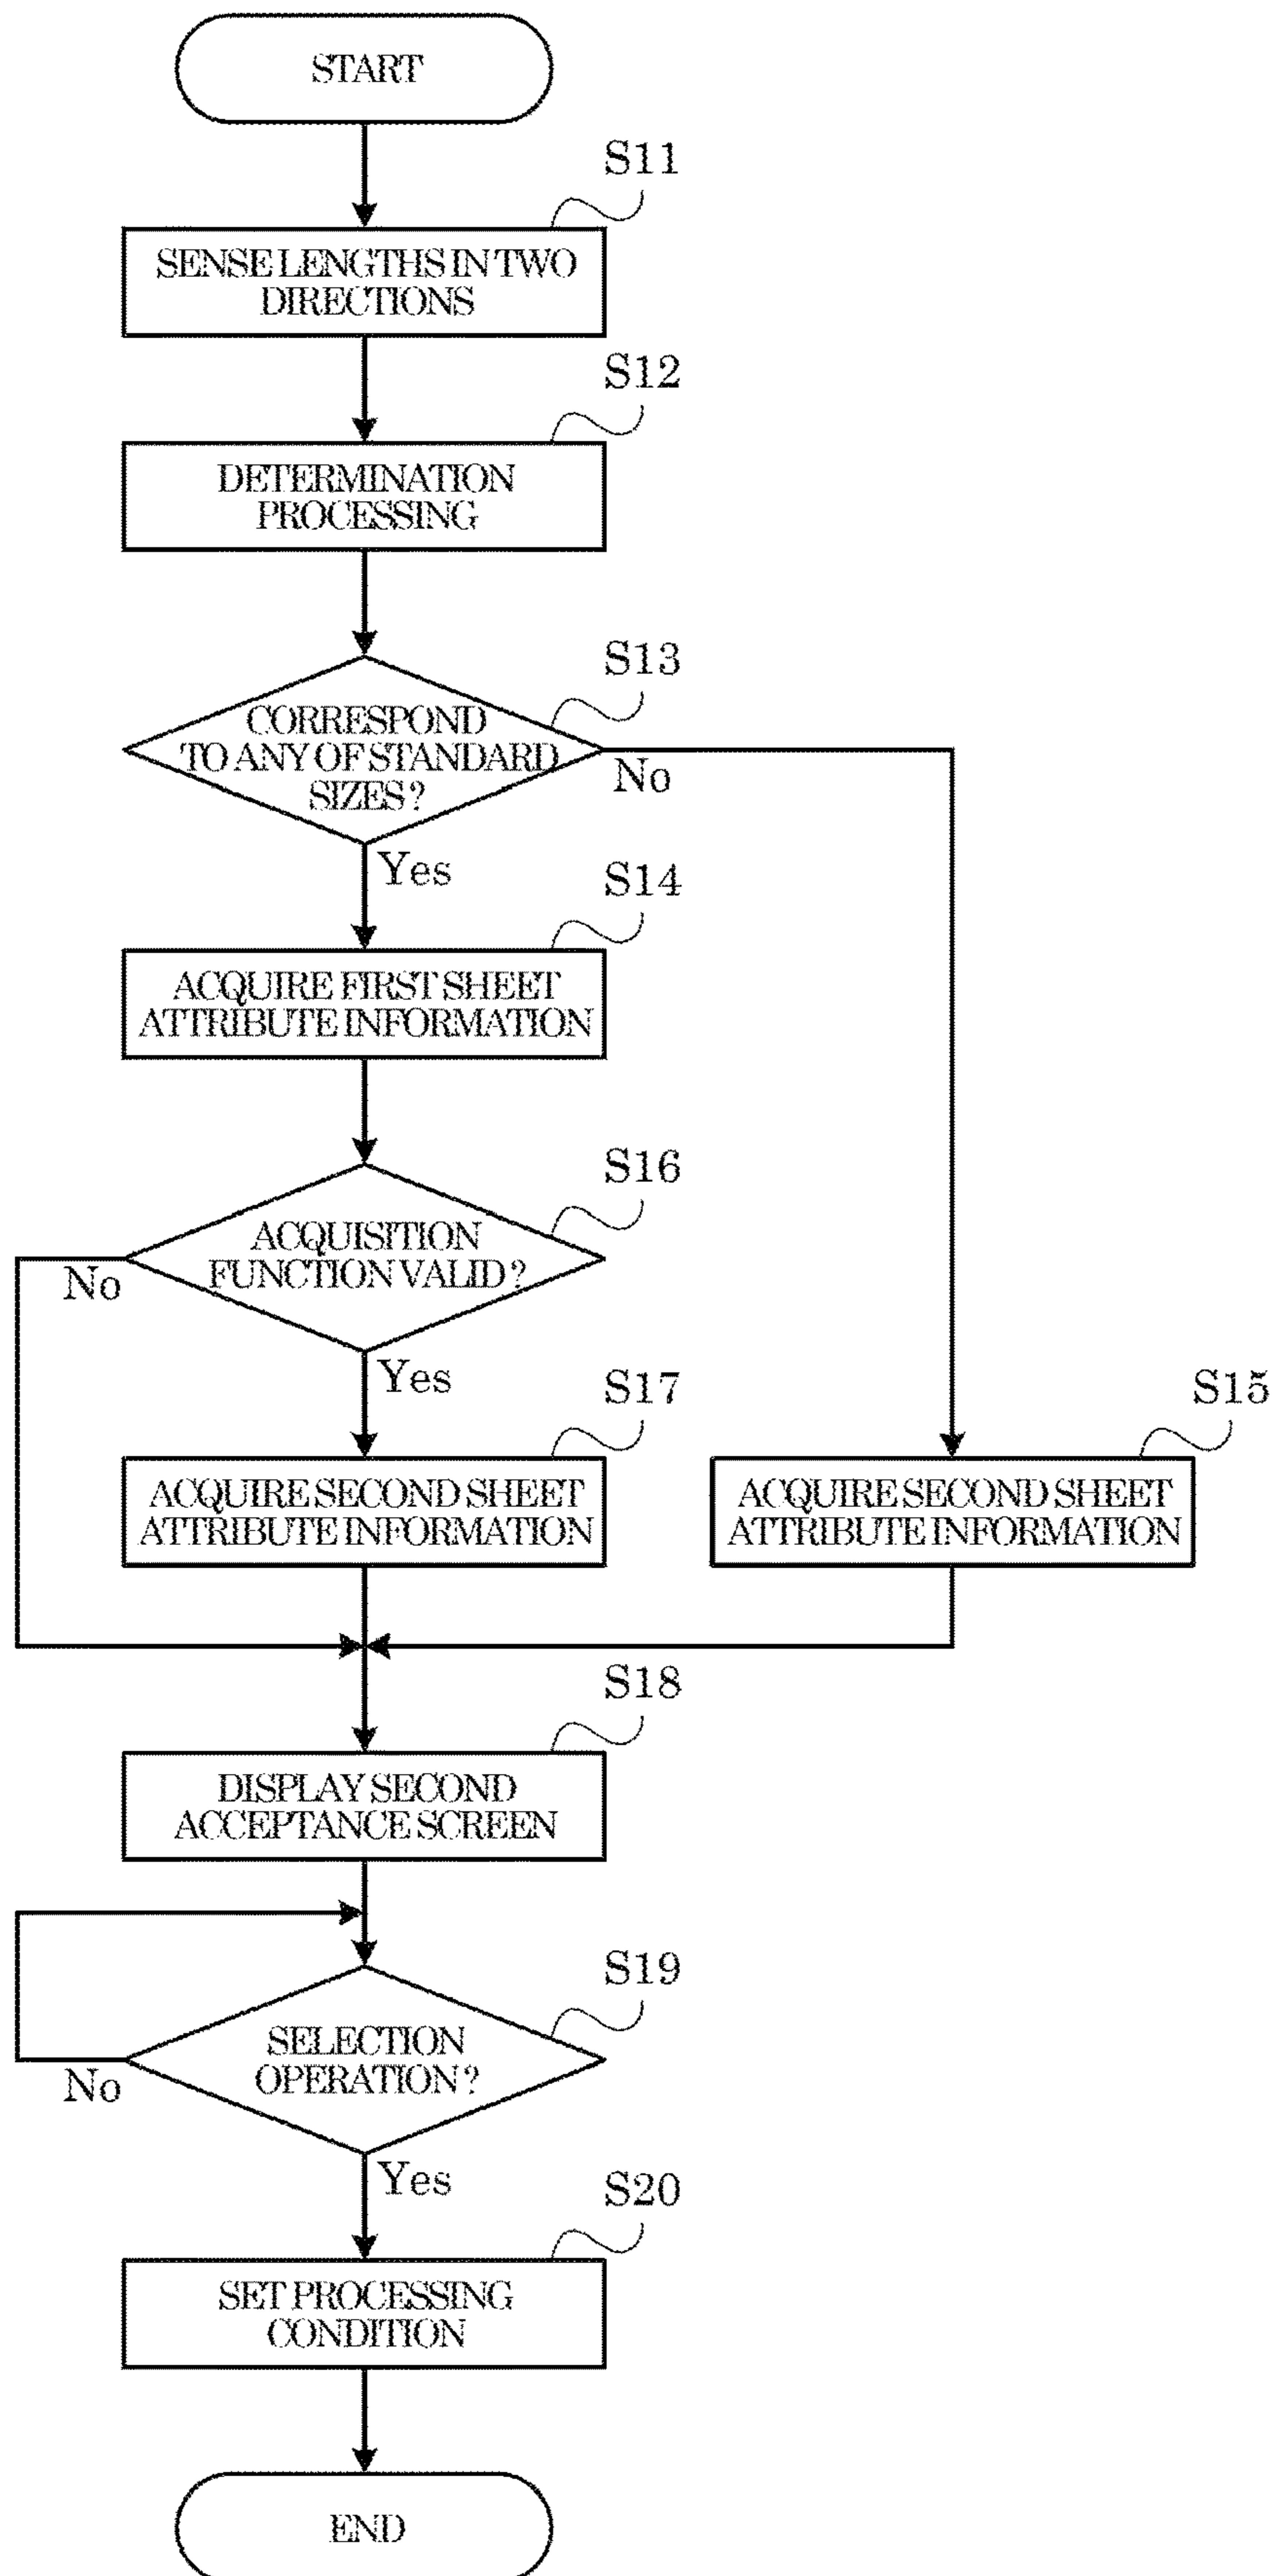 START
S11
SENSE LENGTHS IN TWO
DIRECTIONS
S12
DETERMINATION
PROCESSING
S13
CORRESPOND
TO ANY OF STANDARD
SIZES?
No
Yes
S14
ACQUIRE FIRST SHEET
ATTRIBUTE INFORMATION
S16
ACQUISITION
FUNCTION VALID?
No
Yes
S17
ACQUIRE SECOND SHEET
ATTRIBUTE INFORMATION
S15
ACQUIRE SECOND SHEET
ATTRIBUTE INFORMATION
S18
DISPLAY SECOND
ACCEPTANCE SCREEN
S19
SELECTION
OPERATION?
No
Yes
S20
SET PROCESSING
CONDITION
END